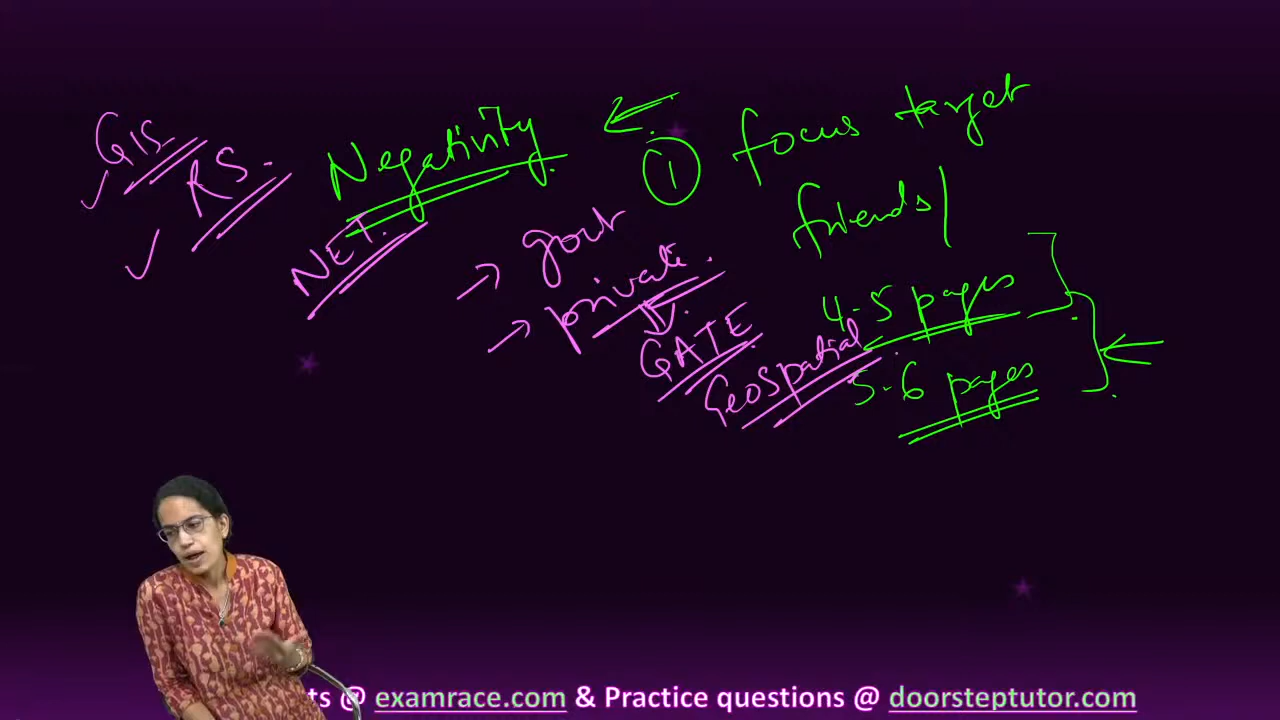 GIS
RS.
Negativity
NET.
① focus target
friends/
4-5 pages
5-6 pages
→ govt
→ private.
GATE
GeoSpatial
ts @ examrace.com & Practice questions @ doorsteptutor.com